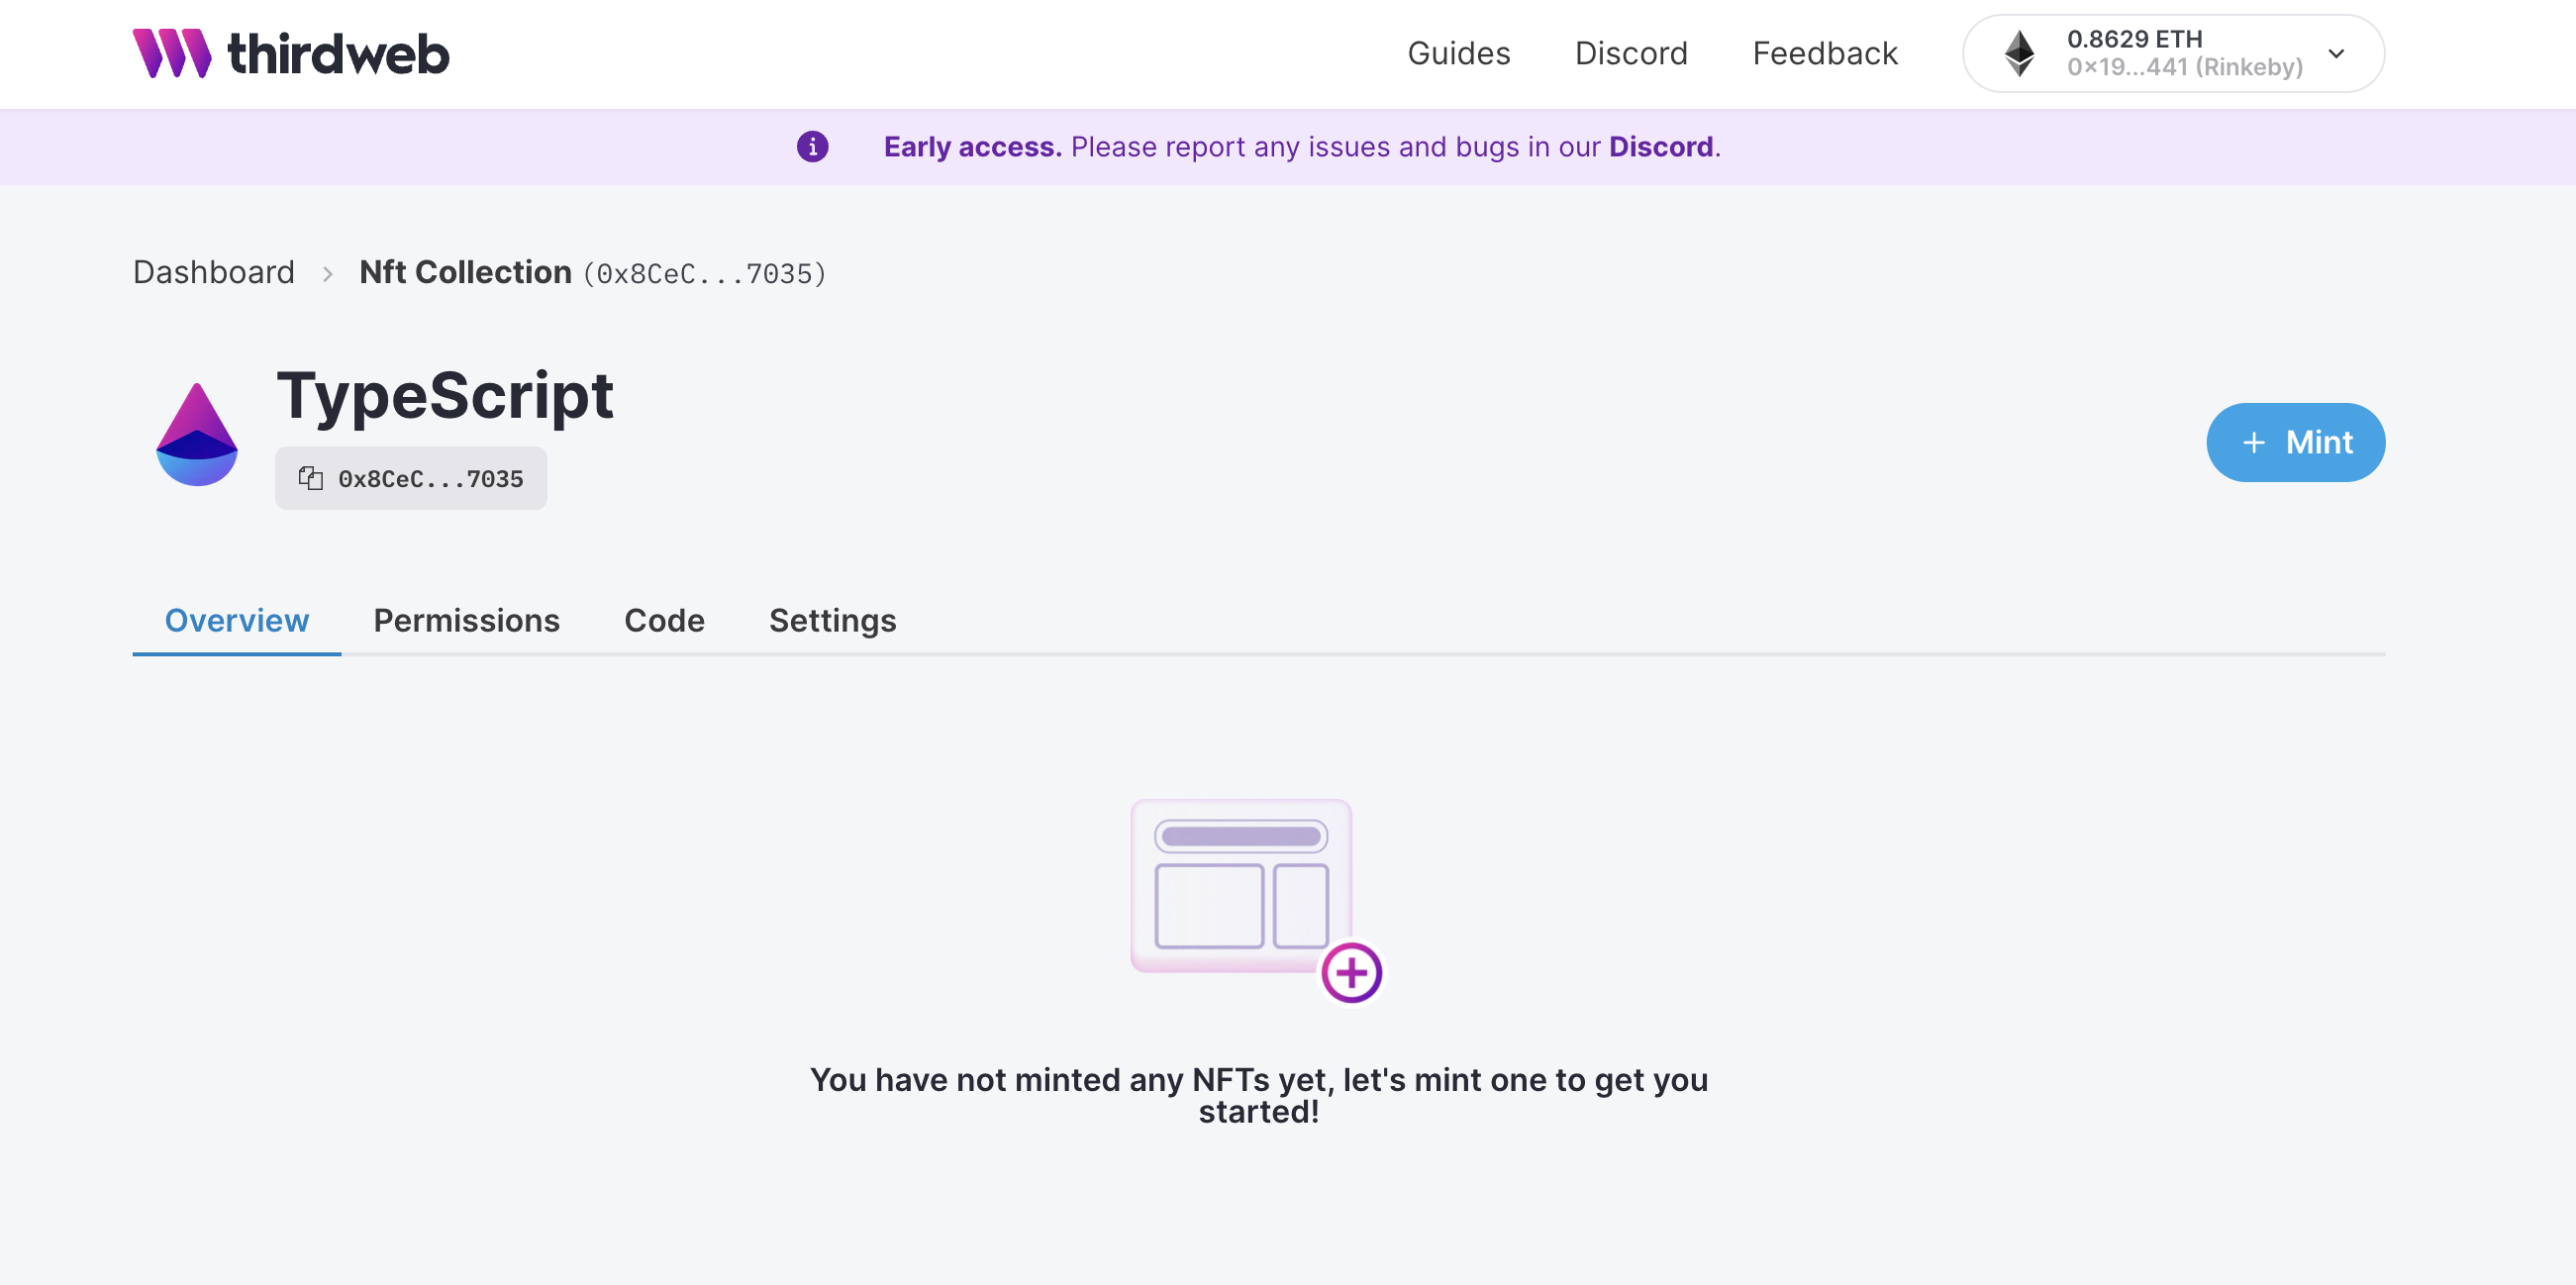 thirdweb
Guides
Discord
Feedback
0.8629 ETH
0x19...441 (Rinkeby)
Early access. Please report any issues and bugs in our Discord.
Dashboard > Nft Collection (0x8CeC...7035)
TypeScript
0x8CeC...7035
+ Mint
Overview
Permissions
Code
Settings
You have not minted any NFTs yet, let's mint one to get you
started!